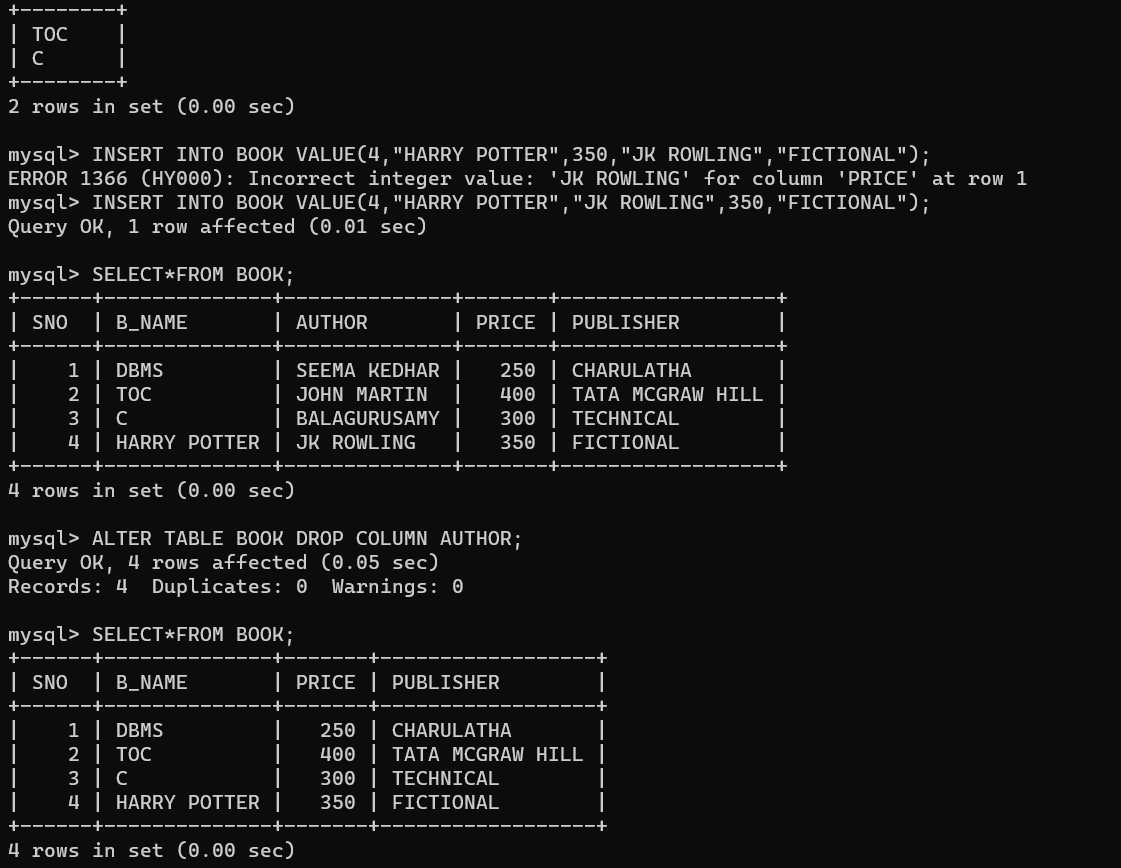 +--------+
| TOC    |
| C      |
+--------+
2 rows in set (0.00 sec)

mysql> INSERT INTO BOOK VALUE(4,"HARRY POTTER",350,"JK ROWLING","FICTIONAL");
ERROR 1366 (HY000): Incorrect integer value: 'JK ROWLING' for column 'PRICE' at row 1
mysql> INSERT INTO BOOK VALUE(4,"HARRY POTTER","JK ROWLING",350,"FICTIONAL");
Query OK, 1 row affected (0.01 sec)

mysql> SELECT*FROM BOOK;
+------+--------------+--------------+-------+------------------+
| SNO  | B_NAME       | AUTHOR       | PRICE | PUBLISHER        |
+------+--------------+--------------+-------+------------------+
|    1 | DBMS         | SEEMA KEDHAR |   250 | CHARULATHA       |
|    2 | TOC          | JOHN MARTIN  |   400 | TATA MCGRAW HILL |
|    3 | C            | BALAGURUSAMY |   300 | TECHNICAL        |
|    4 | HARRY POTTER | JK ROWLING   |   350 | FICTIONAL        |
+------+--------------+--------------+-------+------------------+
4 rows in set (0.00 sec)

mysql> ALTER TABLE BOOK DROP COLUMN AUTHOR;
Query OK, 4 rows affected (0.05 sec)
Records: 4  Duplicates: 0  Warnings: 0

mysql> SELECT*FROM BOOK;
+------+--------------+-------+------------------+
| SNO  | B_NAME       | PRICE | PUBLISHER        |
+------+--------------+-------+------------------+
|    1 | DBMS         |   250 | CHARULATHA       |
|    2 | TOC          |   400 | TATA MCGRAW HILL |
|    3 | C            |   300 | TECHNICAL        |
|    4 | HARRY POTTER |   350 | FICTIONAL        |
+------+--------------+-------+------------------+
4 rows in set (0.00 sec)